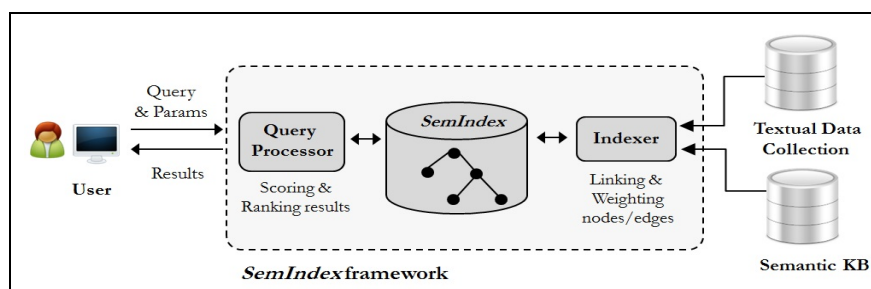 Query
& Params
Results
User
Query
Processor
Scoring &
Ranking results
SemIndex
Indexer
Linking &
Weighting
nodes/edges
Textual Data
Collection
Semantic KB
SemIndex framework